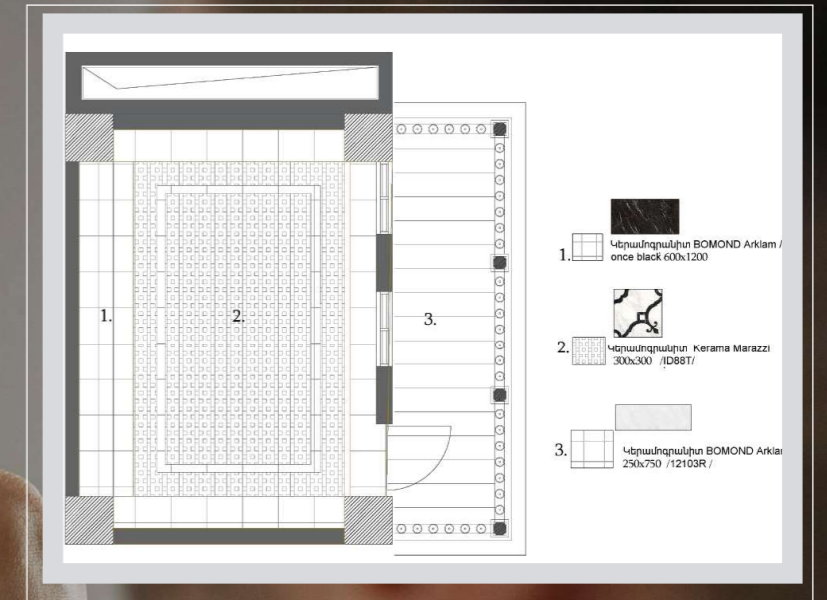 1.
2.
3.
1.
Կերամոգրանիտ BOMOND Arklam /
once black 600x1200
2.
Կերամոգրանիտ Kerama Marazzi
300x300 /ID88T/
3.
Կերամոգրանիտ BOMOND Arkla
250x750 /12103R /